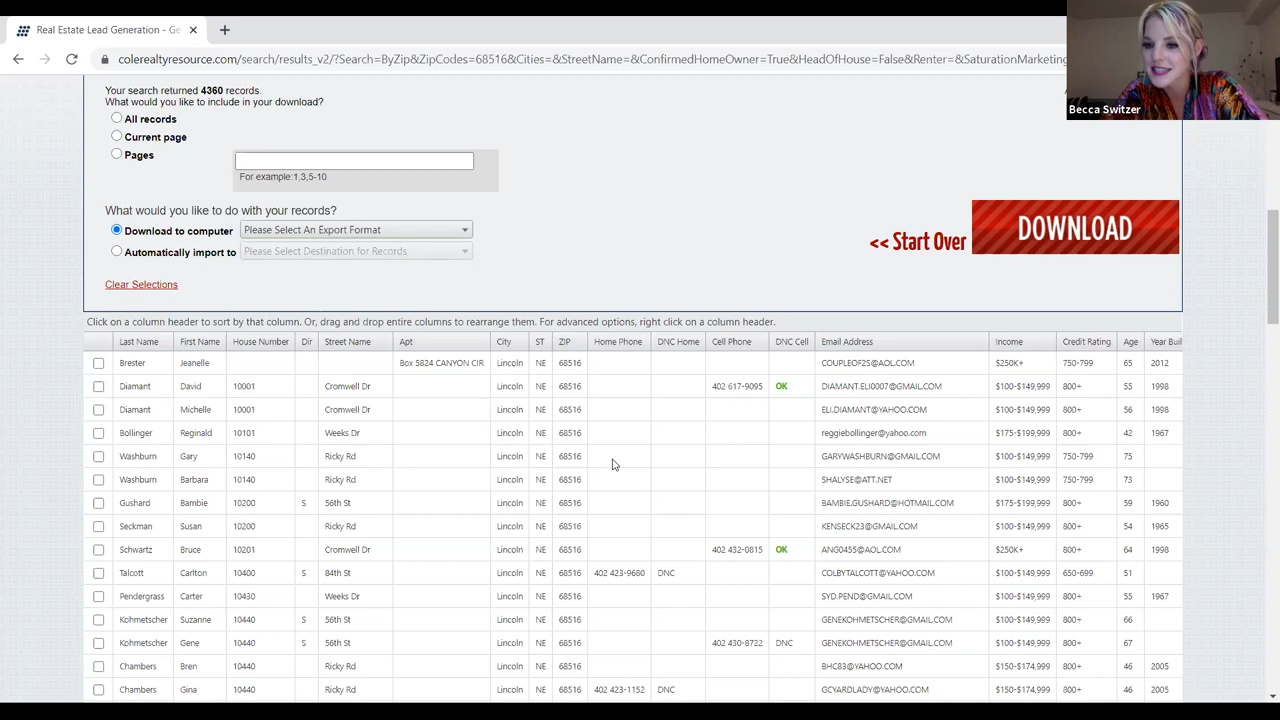 Real Estate Lead Generation - Ge
colerealtyresource.com/search/results_v2/?Search=ByZip&ZipCodes=68516&Cities=&StreetName=&ConfirmedHomeOwner=True&HeadOfHouse=False&Renter=&SaturationMarketing
Becca Switzer
Your search returned 4360 records.
What would you like to include in your download?
All records
Current page
Pages
For example:1,3,5-10
What would you like to do with your records?
Download to computer Please Select An Export Format
Automatically import to Please Select Destination for Records
<< Start Over DOWNLOAD
Clear Selections
Click on a column header to sort by that column. Or, drag and drop entire columns to rearrange them. For advanced options, right click on a column header.
Last Name First Name House Number Dir Street Name Apt City ST ZIP Home Phone DNC Home Cell Phone DNC Cell Email Address Income Credit Rating Age Year Buil
Brester Jeanelle Box 5824 CANYON CIR Lincoln NE 68516 COUPLEOF25@AOL.COM $250K+ 750-799 65 2012
Diamant David 10001 Cromwell Dr Lincoln NE 68516 402 617-9095 OK DIAMANT.ELI0007@GMAIL.COM $100-$149,999 800+ 55 1998
Diamant Michelle 10001 Cromwell Dr Lincoln NE 68516 ELI.DIAMANT@YAHOO.COM $100-$149,999 800+ 56 1998
Bollinger Reginald 10101 Weeks Dr Lincoln NE 68516 reggiebollinger@yahoo.com $175-$199,999 800+ 42 1967
Washburn Gary 10140 Ricky Rd Lincoln NE 68516 GARYWASHBURN@GMAIL.COM $100-$149,999 750-799 75
Washburn Barbara 10140 Ricky Rd Lincoln NE 68516 SHALYSE@ATT.NET $100-$149,999 750-799 73
Gushard Bambie 10200 S 56th St Lincoln NE 68516 BAMBIE.GUSHARD@HOTMAIL.COM $175-$199,999 800+ 59 1960
Seckman Susan 10200 Ricky Rd Lincoln NE 68516 KENSECK23@GMAIL.COM $100-$149,999 800+ 54 1965
Schwartz Bruce 10201 Cromwell Dr Lincoln NE 68516 402 432-0815 OK ANG0455@AOL.COM $250K+ 800+ 64 1998
Talcott Carlton 10400 S 84th St Lincoln NE 68516 402 423-9680 DNC COLBYTALCOTT@YAHOO.COM $100-$149,999 650-699 51
Pendergrass Carter 10430 Weeks Dr Lincoln NE 68516 SYD.PEND@GMAIL.COM $100-$149,999 800+ 55 1967
Kohmetscher Suzanne 10440 S 56th St Lincoln NE 68516 GENEKOHMETSCHER@GMAIL.COM $100-$149,999 800+ 66
Kohmetscher Gene 10440 S 56th St Lincoln NE 68516 402 430-8722 DNC GENEKOHMETSCHER@GMAIL.COM $100-$149,999 800+ 67
Chambers Bren 10440 Ricky Rd Lincoln NE 68516 BHC83@YAHOO.COM $150-$174,999 800+ 46 2005
Chambers Gina 10440 Ricky Rd Lincoln NE 68516 402 423-1152 DNC GCYARDLADY@YAHOO.COM $150-$174,999 800+ 46 2005